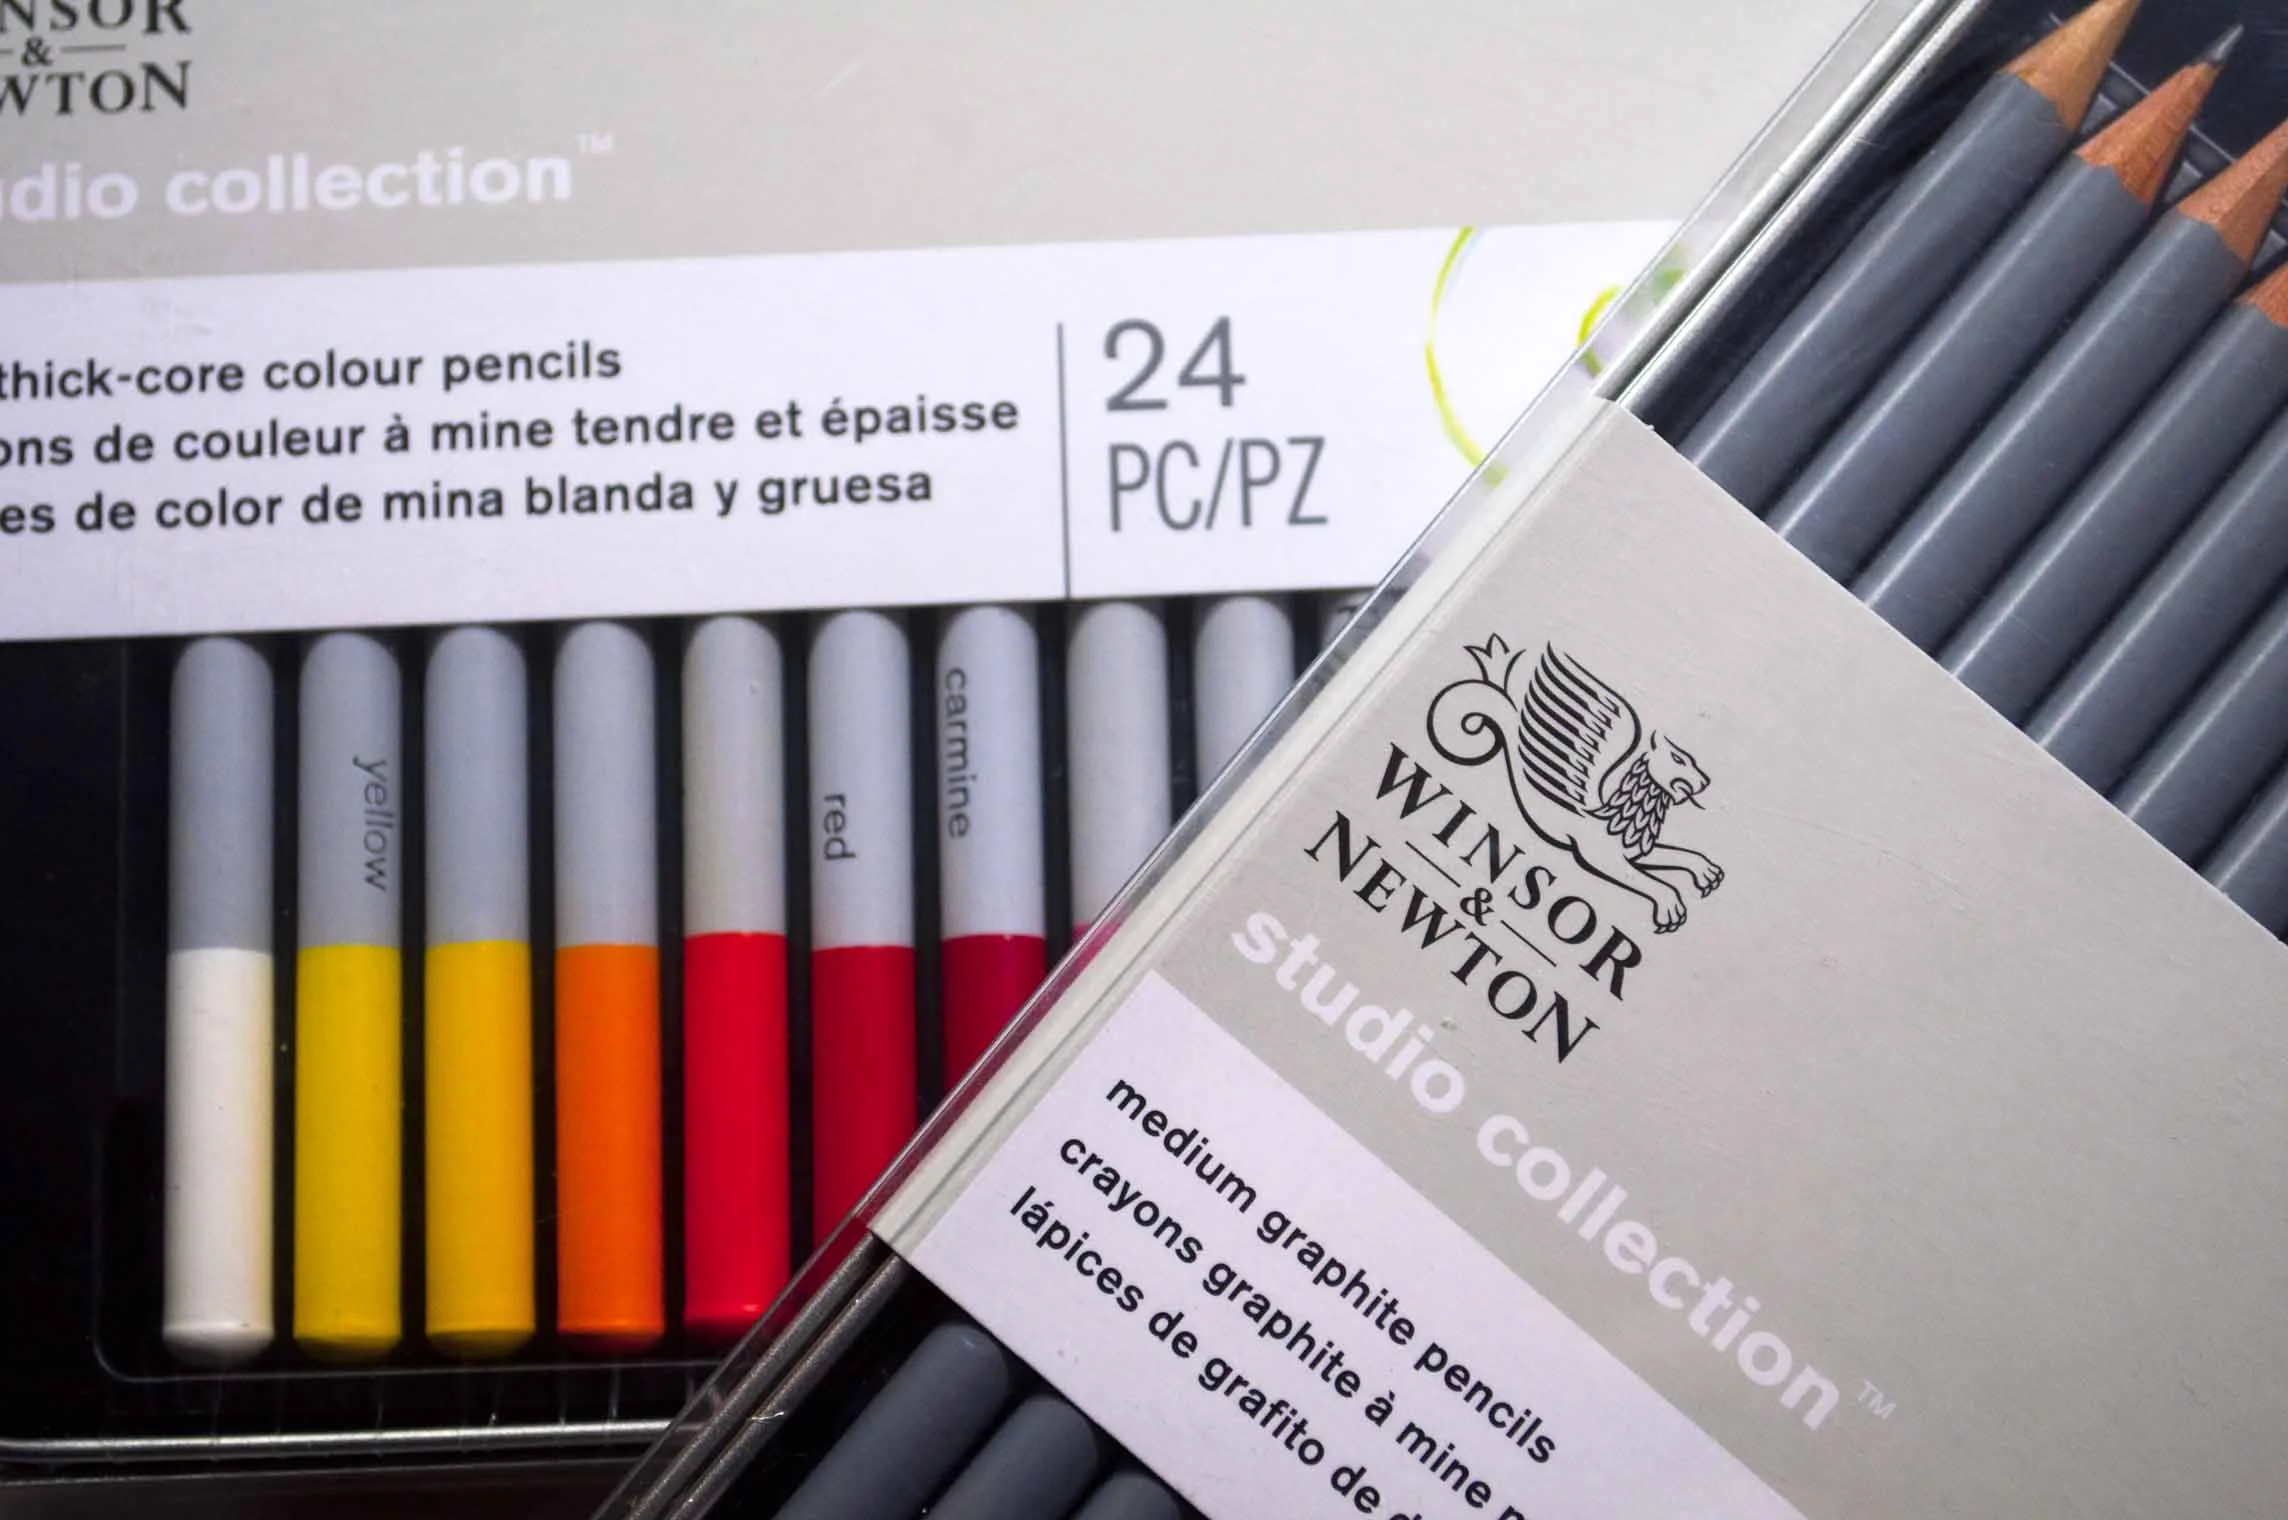 NSOR
&
WTON
dio collection™
thick-core colour pencils
ons de couleur à mine tendre et épaisse
es de color de mina blanda y gruesa
24
PC/PZ
yellow
red
carmine
WINSOR
&
NEWTON
studio collection™
medium graphite pencils
crayons graphite à mine
lápices de grafito de